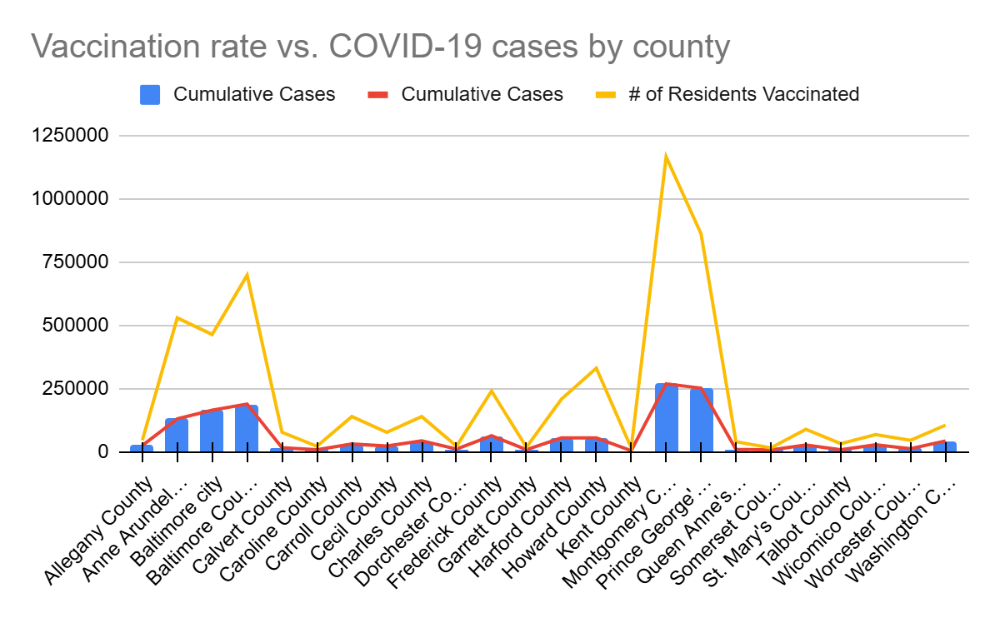 Vaccination rate vs. COVID-19 cases by county
Cumulative Cases
Cumulative Cases
# of Residents Vaccinated
1250000
1000000
750000
500000
250000
0
Allegany County
Anne Arundel…
Baltimore city
Baltimore Cou…
Calvert County
Caroline County
Carroll County
Cecil County
Charles County
Dorchester Co…
Frederick County
Garrett County
Harford County
Howard County
Kent County
Montgomery C…
Prince George'…
Queen Anne's…
Somerset Cou…
St. Mary's Cou…
Talbot County
Wicomico Cou…
Worcester Cou…
Washington C…